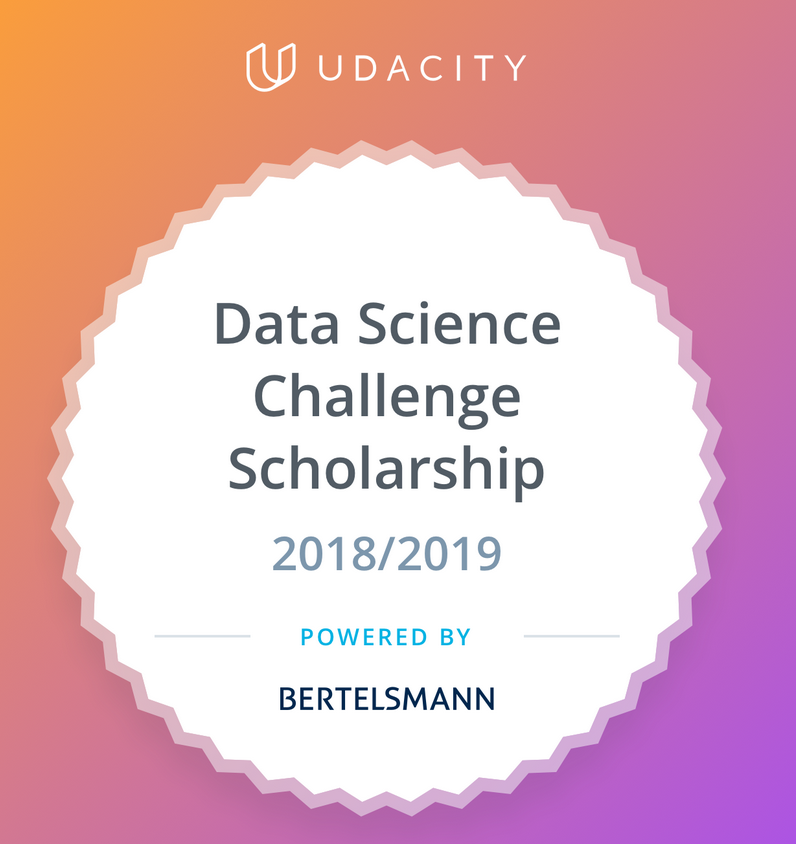 UDACITY
Data Science
Challenge
Scholarship
2018/2019
POWERED BY
BERTELSMANN